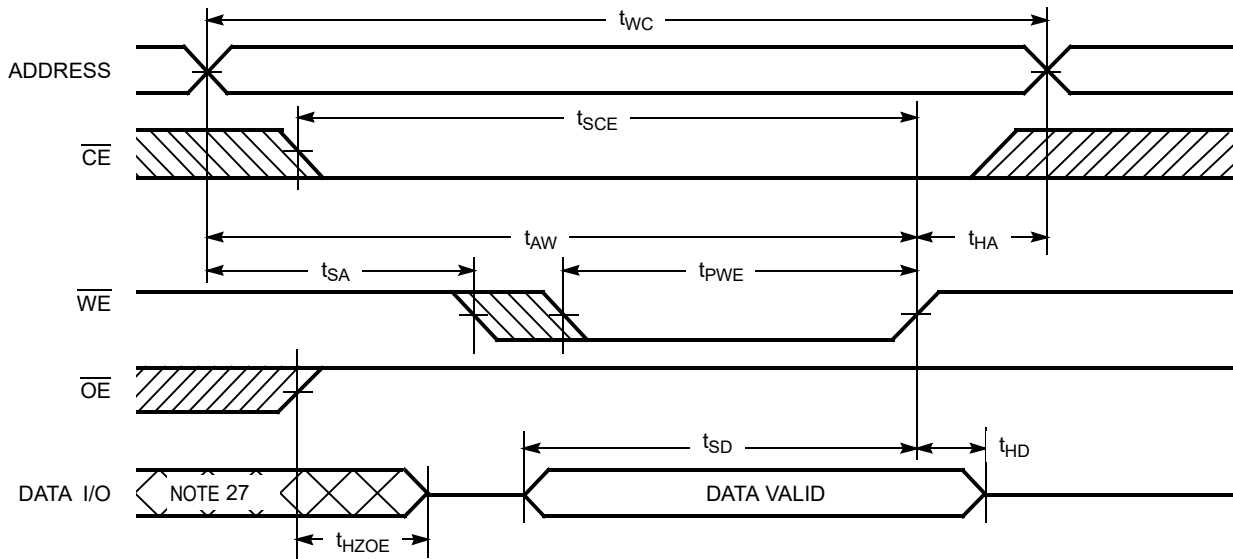 tWC
ADDRESS
tSCE
CE
tAW
tHA
tSA
tPWE
WE
OE
tSD
tHD
DATA I/O
NOTE 27
DATA VALID
tHZOE